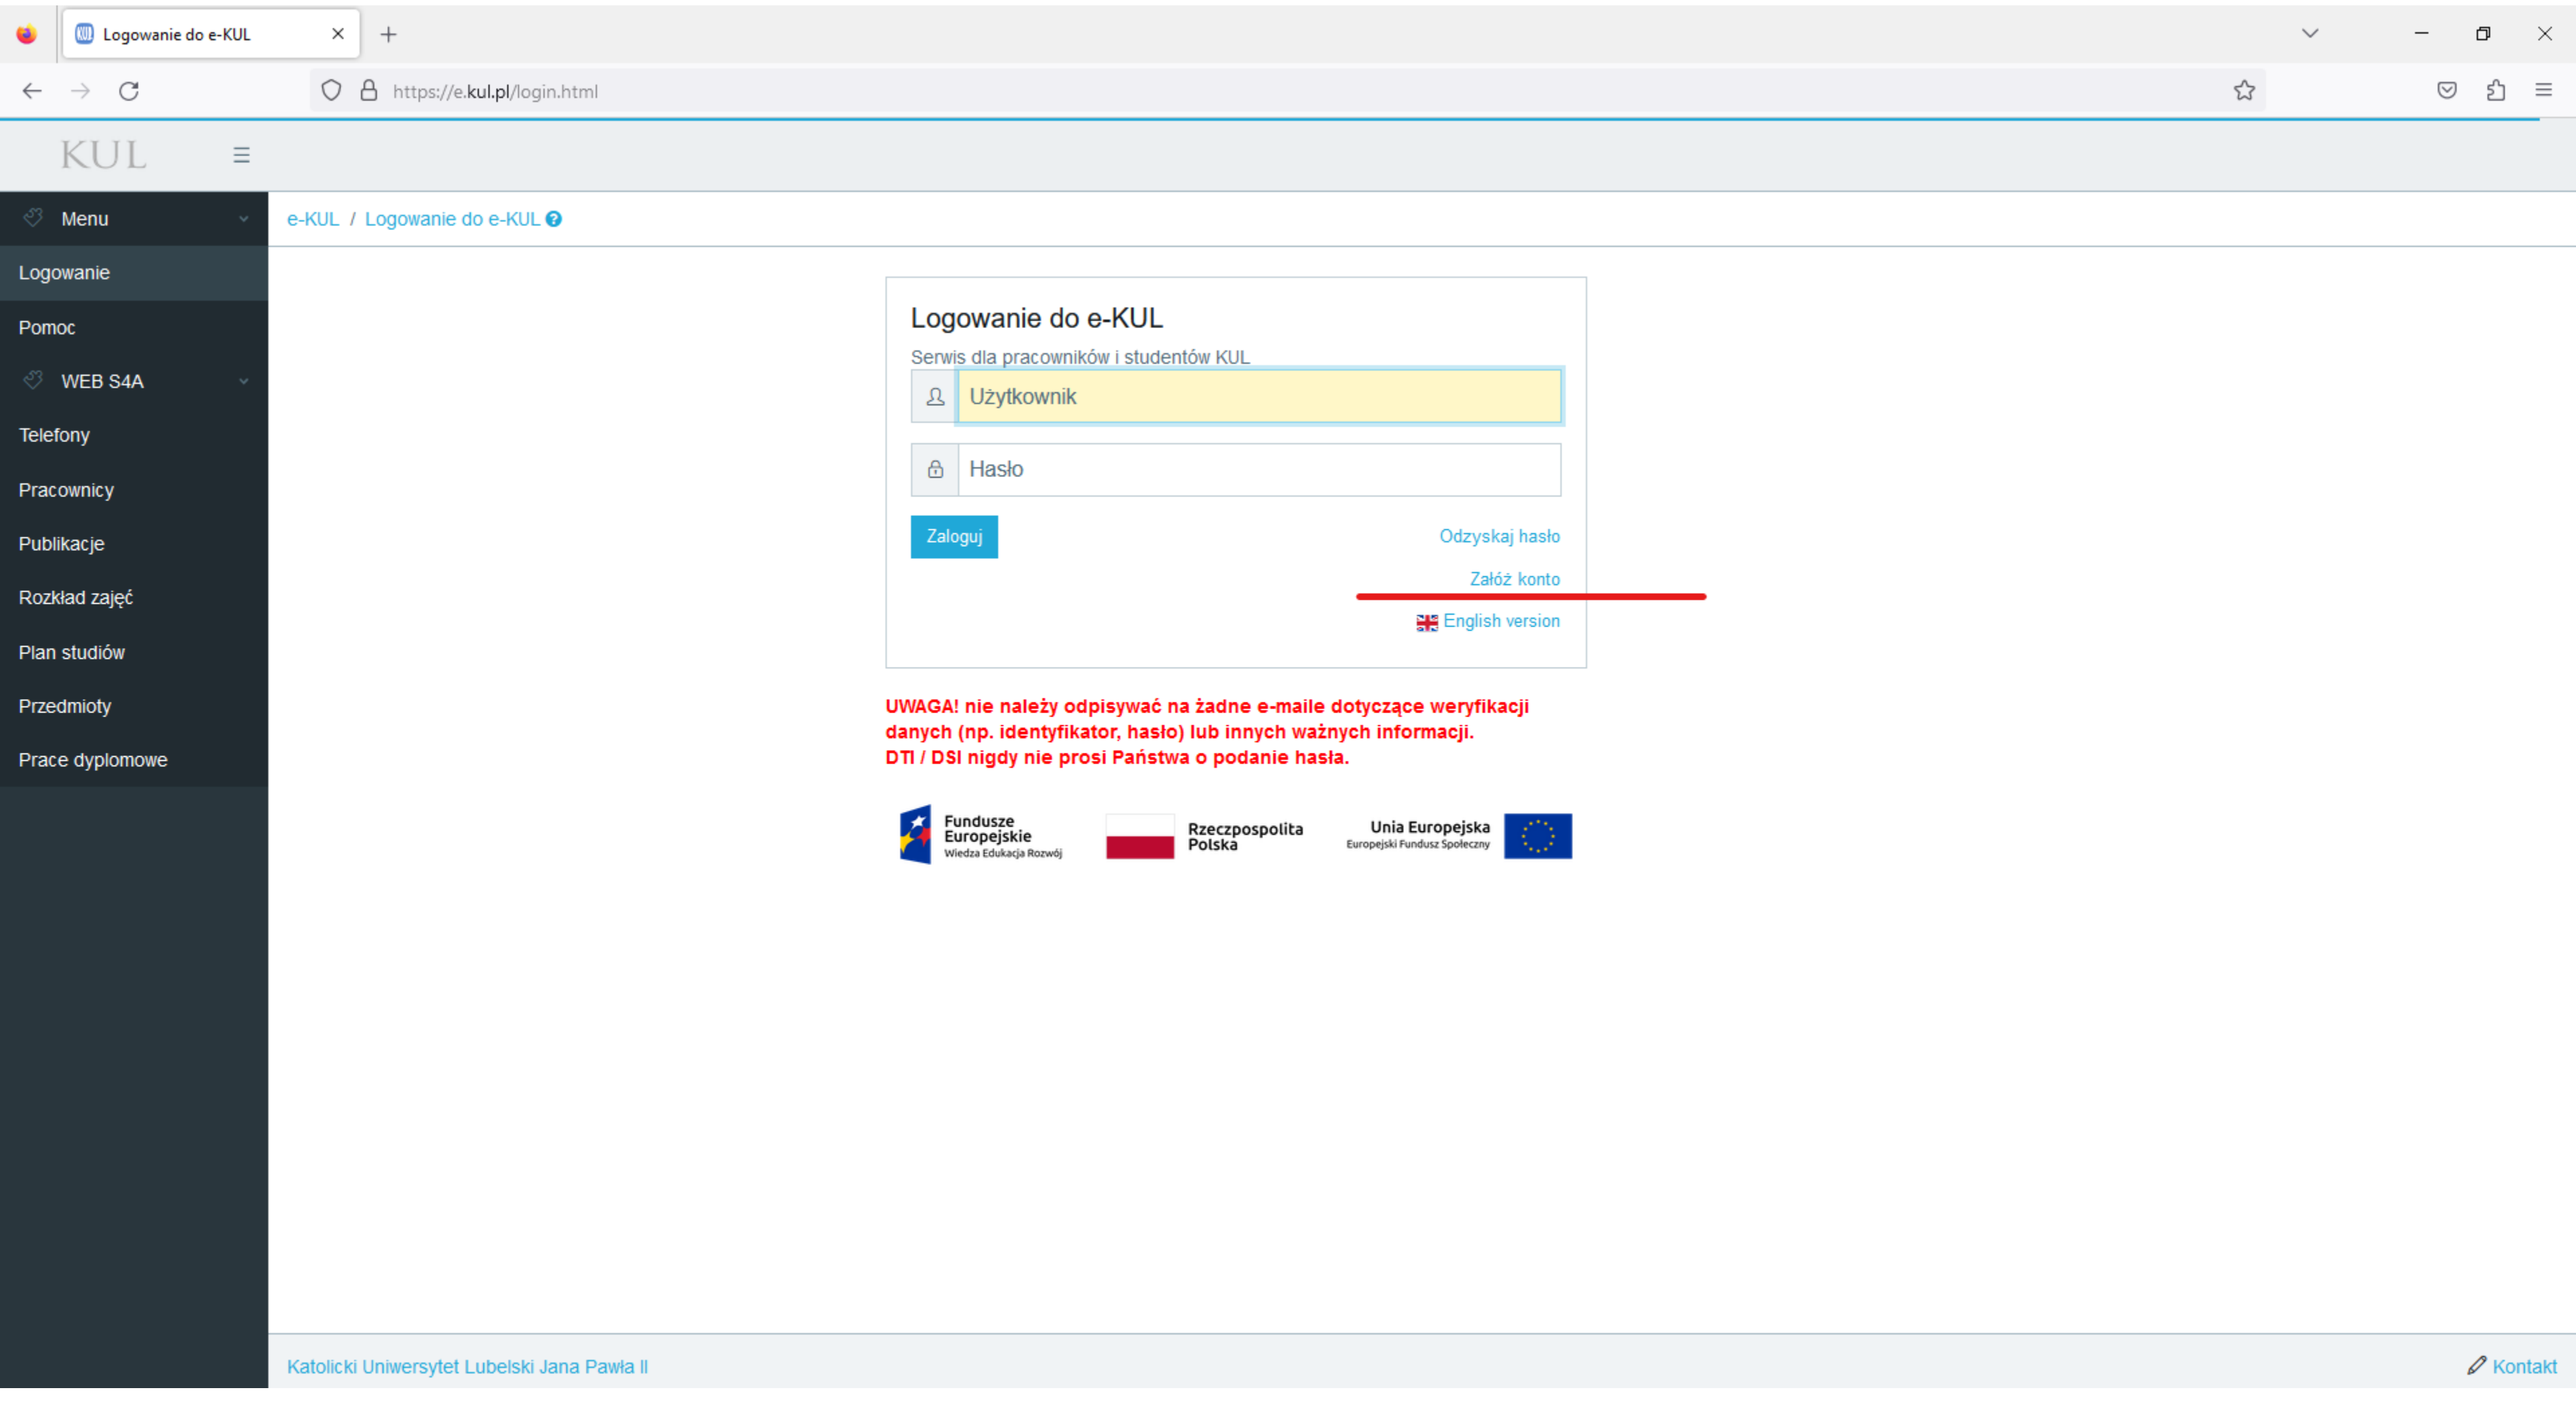 Logowanie do e-KUL
https://e.kul.pl/login.html
KUL
Menu
e-KUL / Logowanie do e-KUL
Logowanie
Pomoc
WEB S4A
Telefony
Pracownicy
Publikacje
Rozkład zajęć
Plan studiów
Przedmioty
Prace dyplomowe
Logowanie do e-KUL
Serwis dla pracowników i studentów KUL
Użytkownik
Hasło
Zaloguj
Odzyskaj hasło
Załóż konto
English version
UWAGA! nie należy odpisywać na żadne e-maile dotyczące weryfikacji
danych (np. identyfikator, hasło) lub innych ważnych informacji.
DTI / DSI nigdy nie prosi Państwa o podanie hasła.
Fundusze
Europejskie
Wiedza Edukacja Rozwój
Rzeczpospolita
Polska
Unia Europejska
Europejski Fundusz Społeczny
Katolicki Uniwersytet Lubelski Jana Pawła II
Kontakt